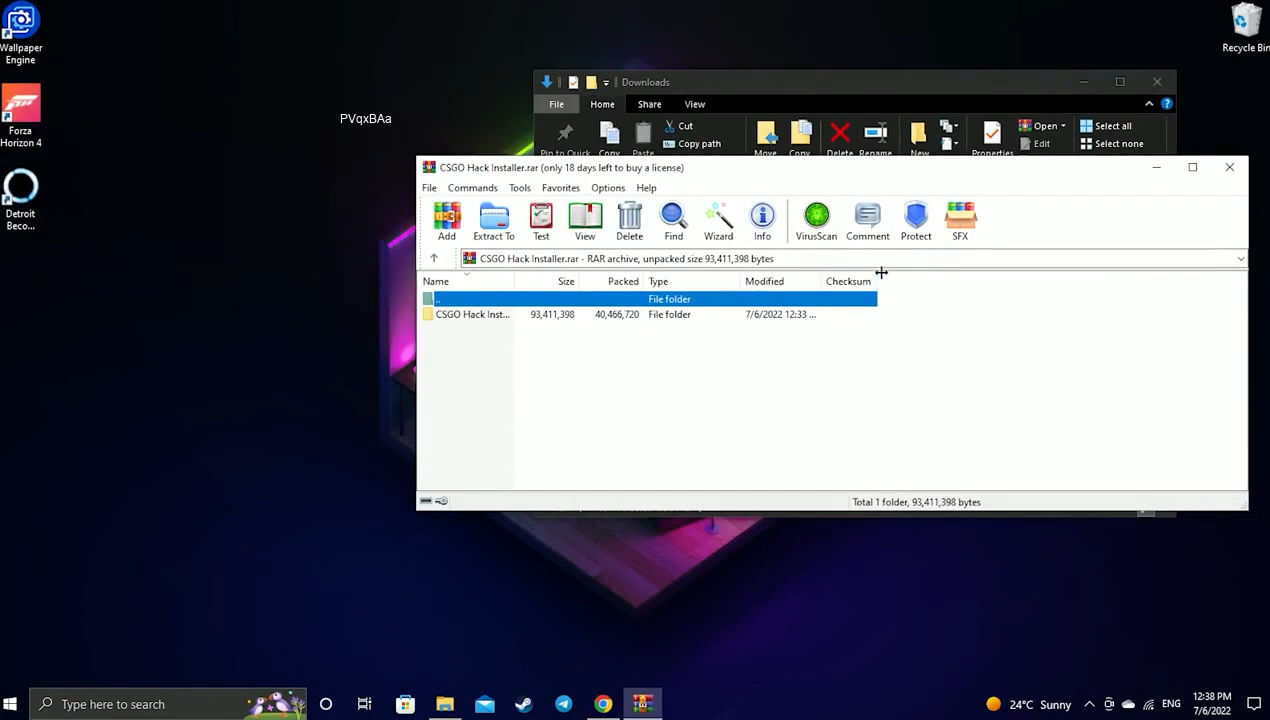 Wallpaper
Engine
Forza
Horizon 4
Detroit
Beco...
Recycle Bin
PVqxBAa
Downloads
File Home Share View
Pin to Quick Copy Paste Cut Copy path Move Copy Delete Rename New Properties Open Edit Select all Select none
CSGO Hack Installer.rar (only 18 days left to buy a license)
File Commands Tools Favorites Options Help
Add Extract To Test View Delete Find Wizard Info VirusScan Comment Protect SFX
CSGO Hack Installer.rar - RAR archive, unpacked size 93,411,398 bytes
Name Size Packed Type Modified Checksum
.. File folder
CSGO Hack Inst... 93,411,398 40,466,720 File folder 7/6/2022 12:33 ...
Total 1 folder, 93,411,398 bytes
Type here to search
24°C Sunny
ENG
12:38 PM
7/6/2022